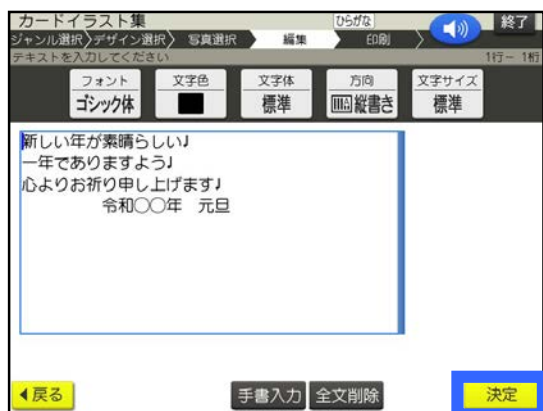 カードイラスト集
ひらがな
終了
ジャンル選択〉デザイン選択〉 写真選択 編集 印刷
テキストを入力してください
1行－ 1桁
フォント 文字色 文字体 方向 文字サイズ
ゴシック体 標準 縦書き 標準
新しい年が素晴らしい♩
一年でありますよう♩
心よりお祈り申し上げます♩
令和〇〇年 元旦
戻る 手書入力 全文削除 決定